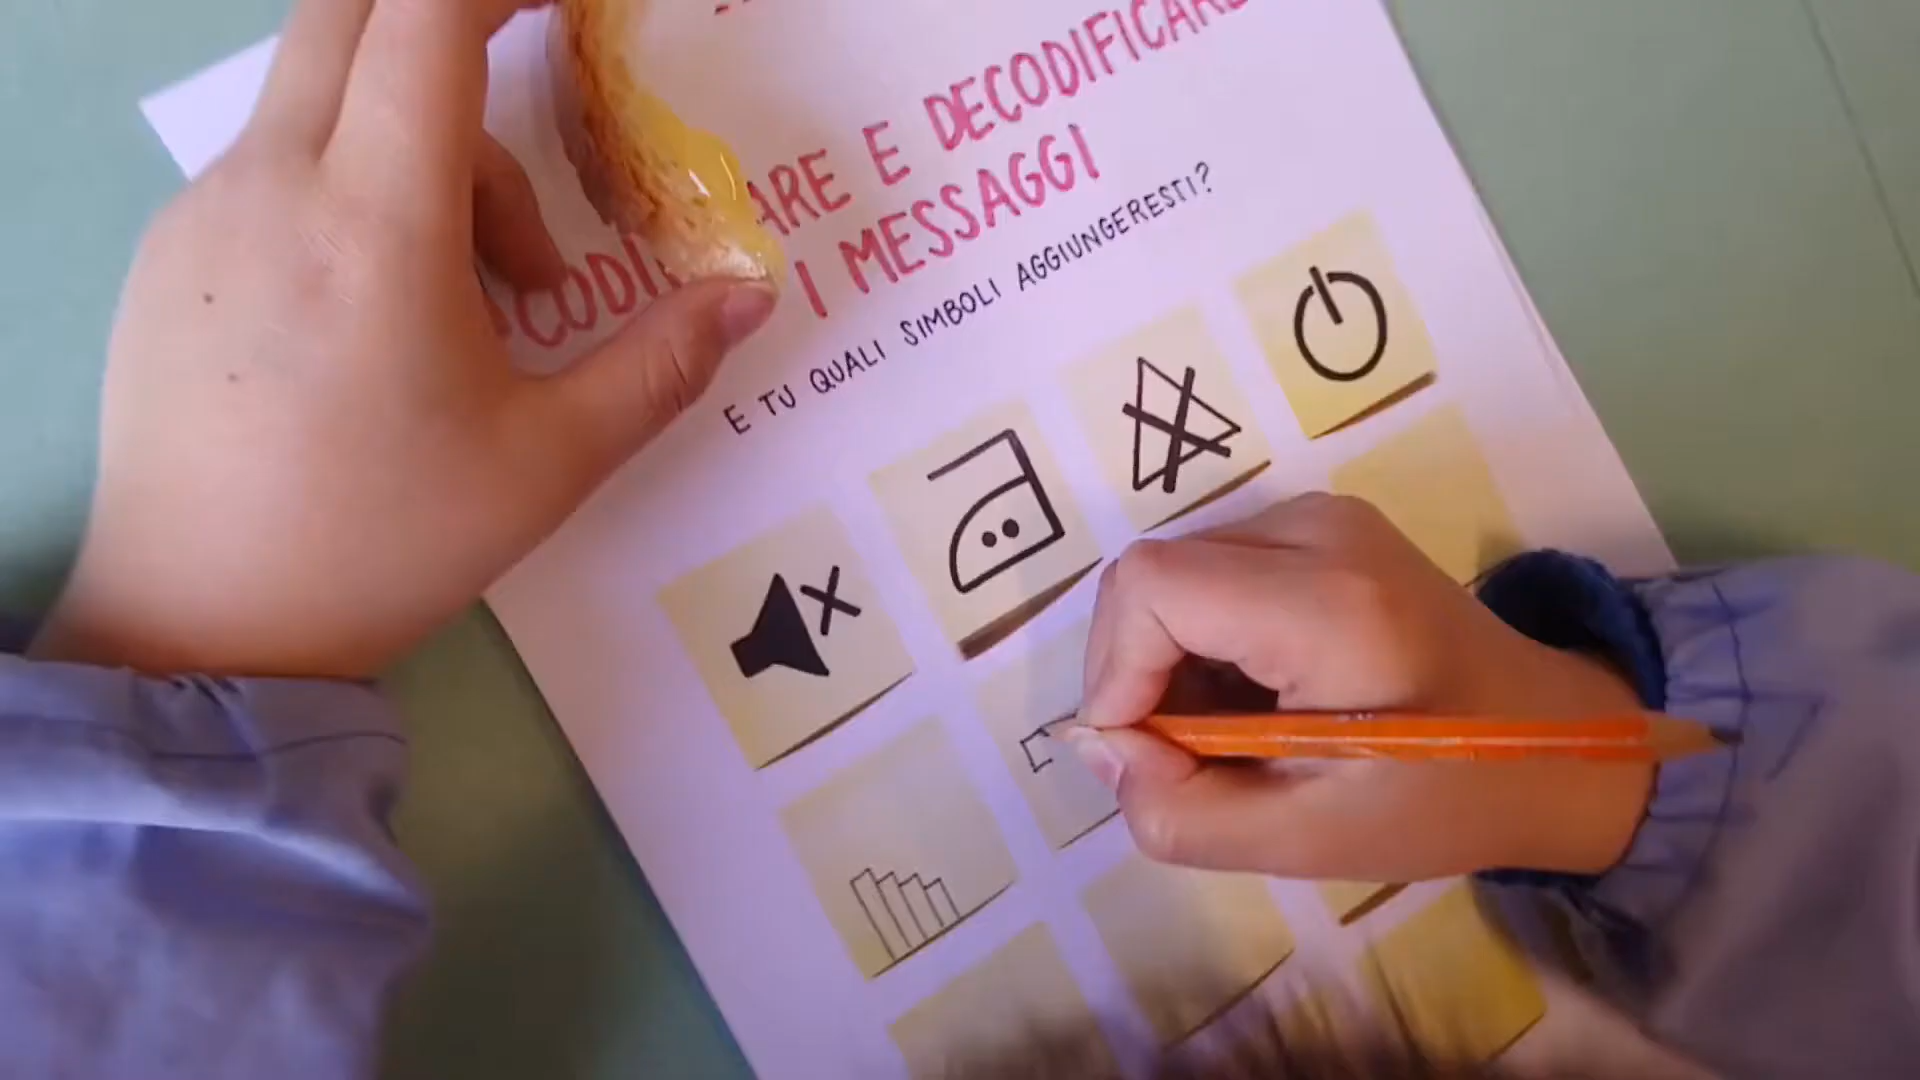 ARE E DECODIFICARE
I MESSAGGI
E TU QUALI SIMBOLI AGGIUNGERESTI?